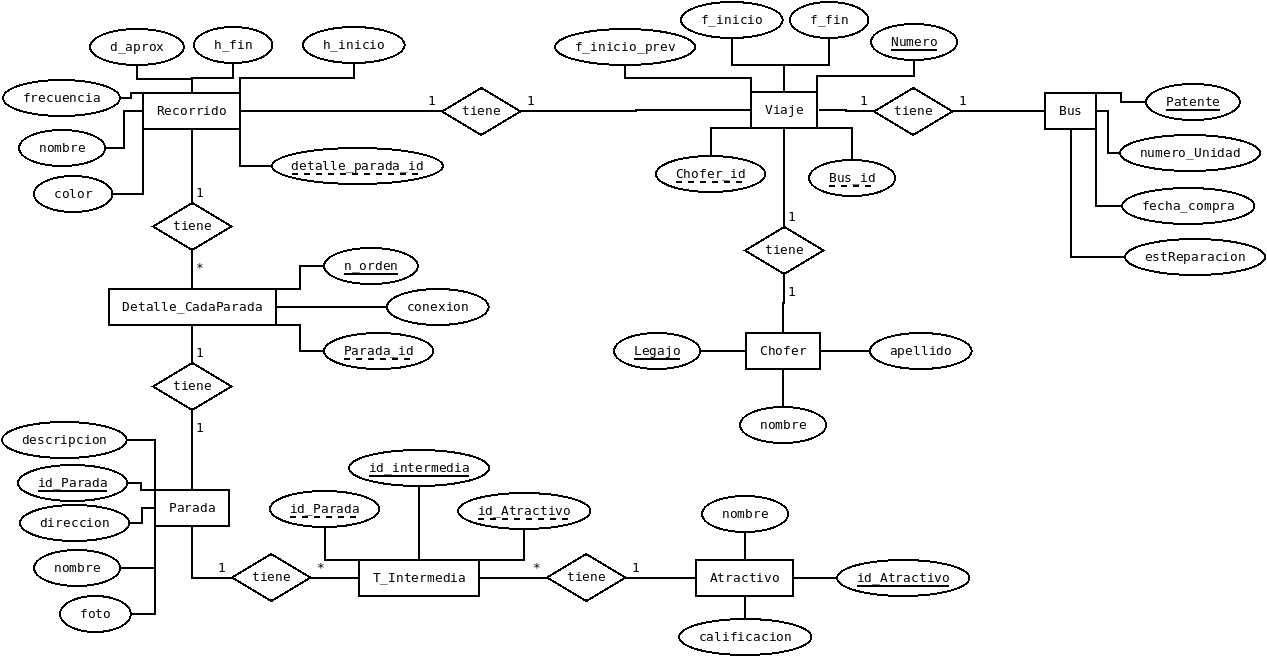 f_inicio
f_fin
d_aprox
h_fin
h_inicio
f_inicio_prev
Numero
frecuencia
Recorrido
1
tiene
1
Viaje
1
tiene
1
Bus
Patente
nombre
numero_Unidad
color
detalle_parada_id
Chofer_id
Bus_id
fecha_compra
1
tiene
1
tiene
estReparacion
*
n_orden
1
Detalle_CadaParada
conexion
1
Parada_id
Legajo
Chofer
apellido
tiene
1
nombre
descripcion
id_intermedia
id_Parada
Parada
id_Parada
id_Atractivo
nombre
direccion
nombre
1
tiene
*
T_Intermedia
*
tiene
1
Atractivo
id_Atractivo
foto
calificacion